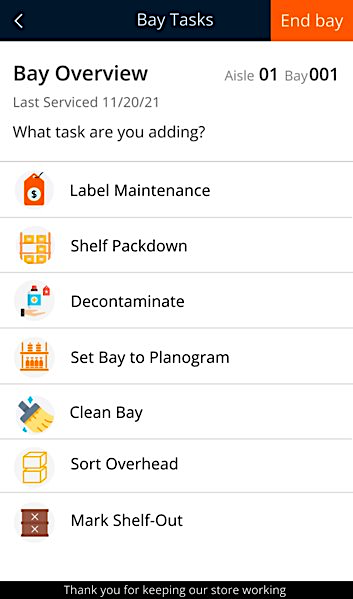 Bay Tasks
End bay
Bay Overview
Aisle 01 Bay001
Last Serviced 11/20/21
What task are you adding?
$
Label Maintenance
Shelf Packdown
Decontaminate
Set Bay to Planogram
Clean Bay
Sort Overhead
Mark Shelf-Out
Thank you for keeping our store working